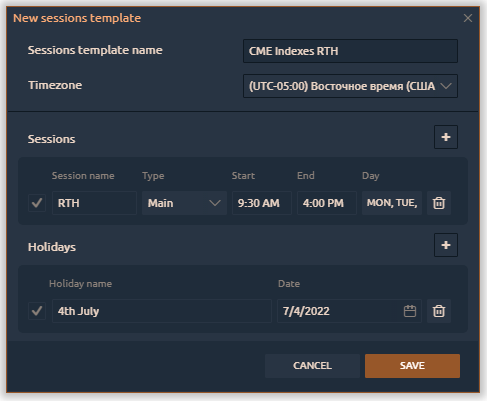 New sessions template
Sessions template name
CME Indexes RTH
Timezone
(UTC-05:00) Восточное время (США
Sessions
Session name Type Start End Day
RTH Main 9:30 AM 4:00 PM MON, TUE,
Holidays
Holiday name Date
4th July 7/4/2022
CANCEL SAVE